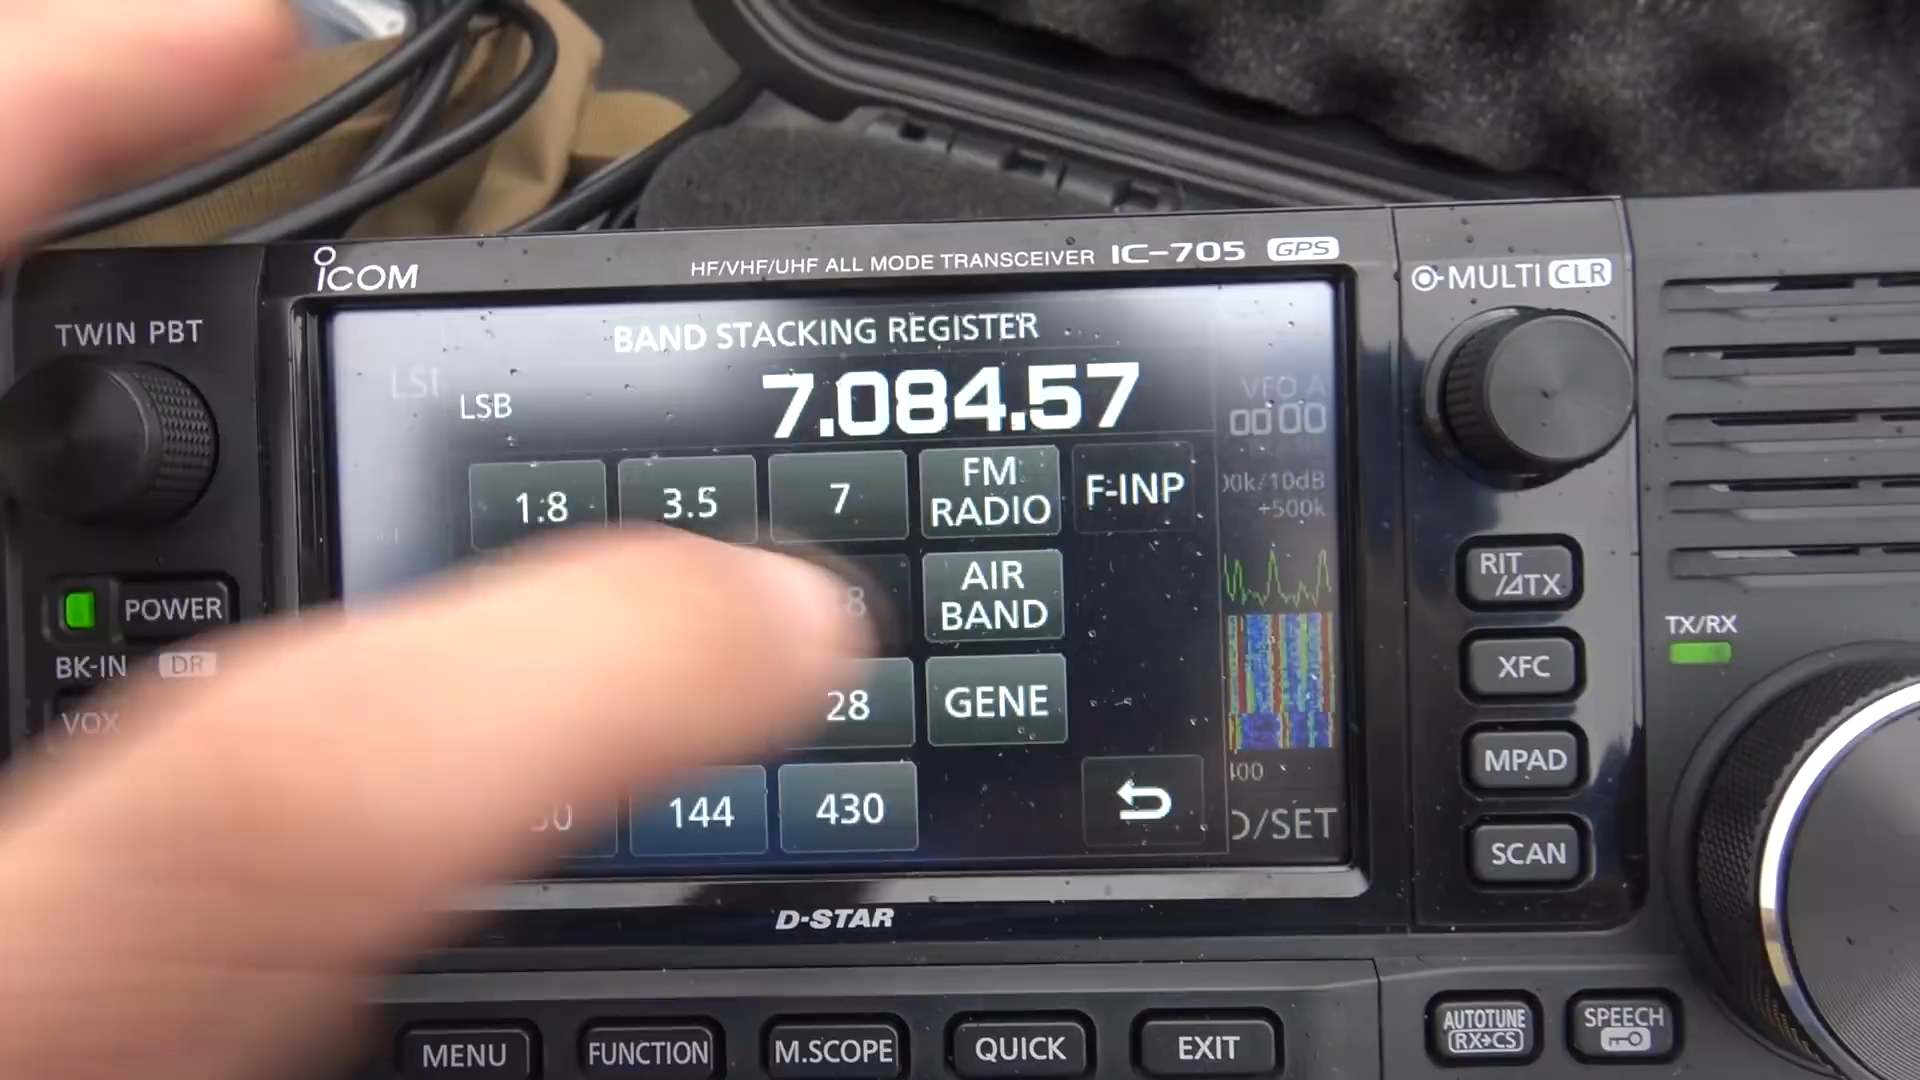 ICOM
HF/VHF/UHF ALL MODE TRANSCEIVER IC-705 GPS
MULTI CLR
TWIN PBT
BAND STACKING REGISTER
LSB 7.084.57
VFO A
00 00
1.8 3.5 7 FM RADIO F-INP
/10dB
+500k
8 AIR BAND
28 GENE
144 430
D/SET
POWER
BK-IN DR
VOX
RIT/⊿TX
XFC
MPAD
SCAN
TX/RX
D-STAR
MENU FUNCTION M.SCOPE QUICK EXIT
AUTOTUNE
RX→CS
SPEECH